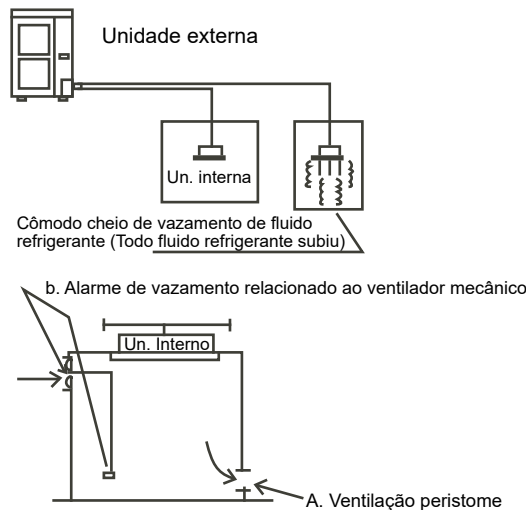 Unidade externa
Un. interna
Cômodo cheio de vazamento de fluido
refrigerante (Todo fluido refrigerante subiu)
b. Alarme de vazamento relacionado ao ventilador mecânico
Un. Interno
A. Ventilação peristome